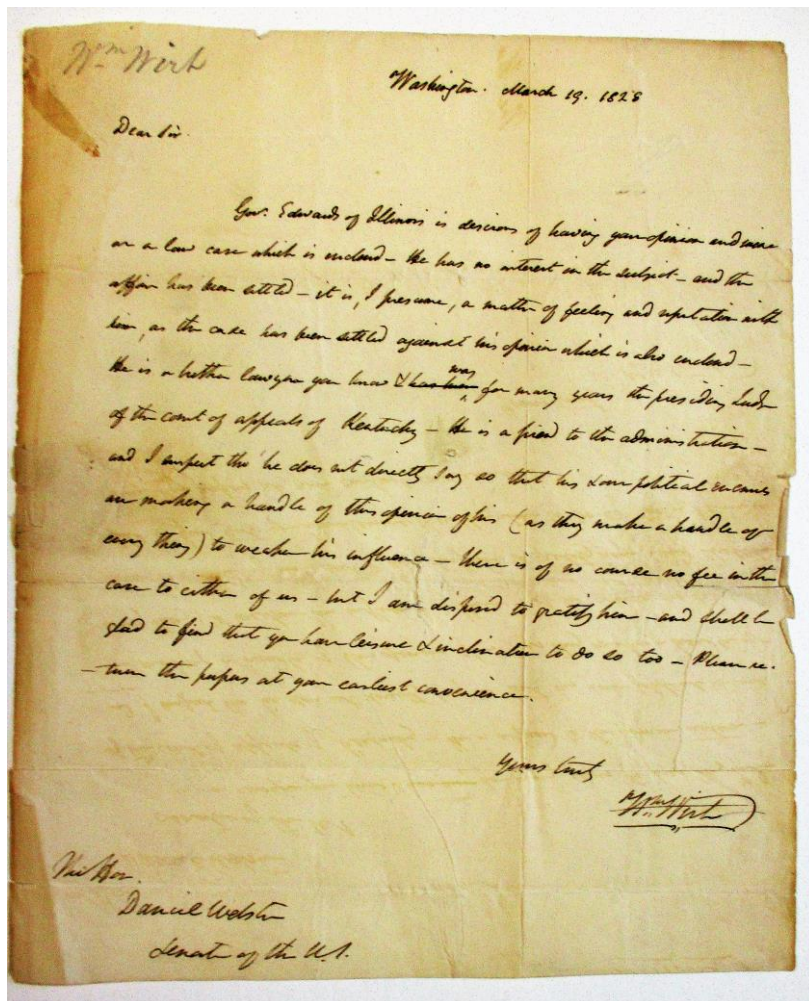 Wm Wirt
Washington. March 19. 1828
Dear Sir.
Gov. Edwards of Illinois is desirous of having your opinion and mine
on a law case which is enclosed – He has no interest in the subject – and the
affair has been settled – it is, I presume, a matter of feeling and reputation with
him, as the case has been settled against his opinion which is also enclosed –
He is a better lawyer you know & has been was for many years the presiding Judge
of the court of appeals of Kentucky – He is a friend to the administration –
and I suspect tho' he does not directly say so that his & our political enemies
are making a handle of this opinion of his (as they make a handle of
every thing) to weaken his influence – there is of no course no fee in the
case to either of us – but I am disposed to gratify him – and shall be
glad to find that you have leisure & inclination to do so too – Please re-
-turn the papers at your earliest convenience.
Yours truly
Wm Wirt
The Hon.
Daniel Webster
Senate of the U.S.